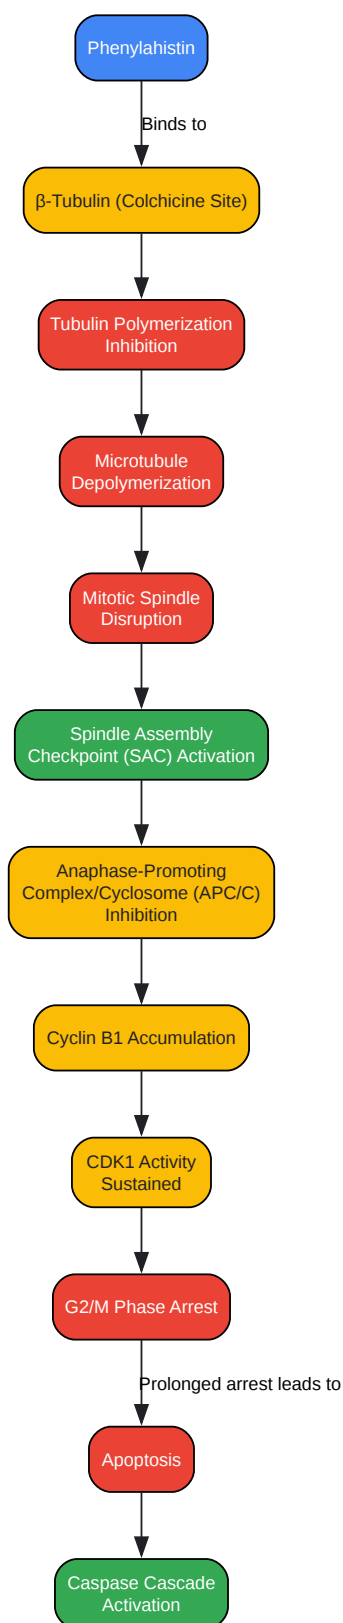 Phenylahistin
Binds to
β-Tubulin (Colchicine Site)
Tubulin Polymerization
Inhibition
Microtubule
Depolymerization
Mitotic Spindle
Disruption
Spindle Assembly
Checkpoint (SAC) Activation
Anaphase-Promoting
Complex/Cyclosome (APC/C)
Inhibition
Cyclin B1 Accumulation
CDK1 Activity
Sustained
G2/M Phase Arrest
Prolonged arrest leads to
Apoptosis
Caspase Cascade
Activation